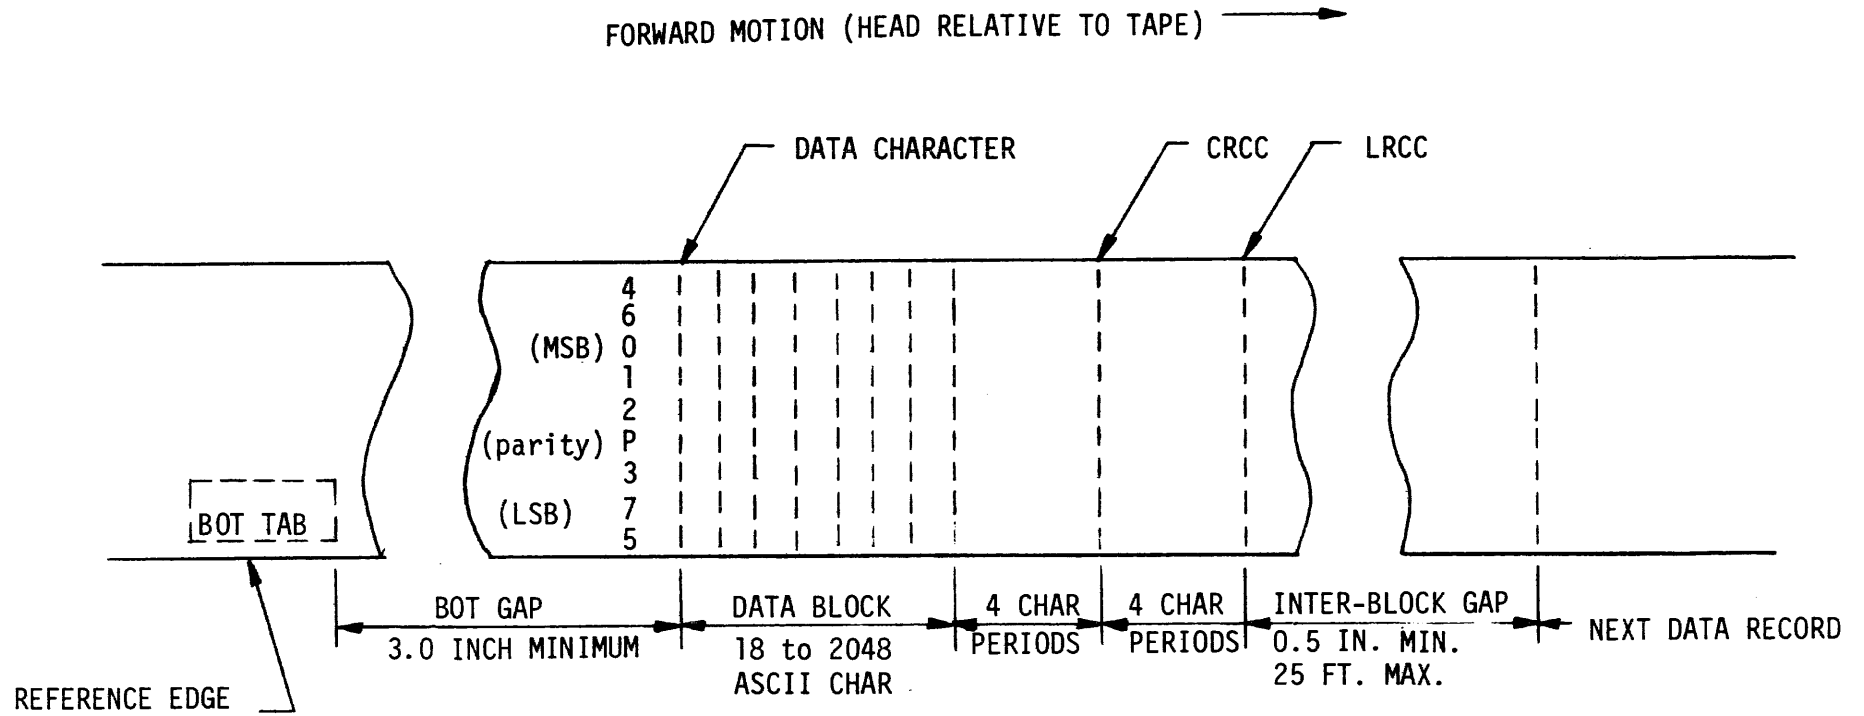 FORWARD MOTION (HEAD RELATIVE TO TAPE)
DATA CHARACTER
CRCC
LRCC
4
6
(MSB) 0
1
2
(parity) P
3
(LSB) 7
5
BOT TAB
BOT GAP
3.0 INCH MINIMUM
DATA BLOCK
18 to 2048
ASCII CHAR
4 CHAR
PERIODS
4 CHAR
PERIODS
INTER-BLOCK GAP
0.5 IN. MIN.
25 FT. MAX.
NEXT DATA RECORD
REFERENCE EDGE